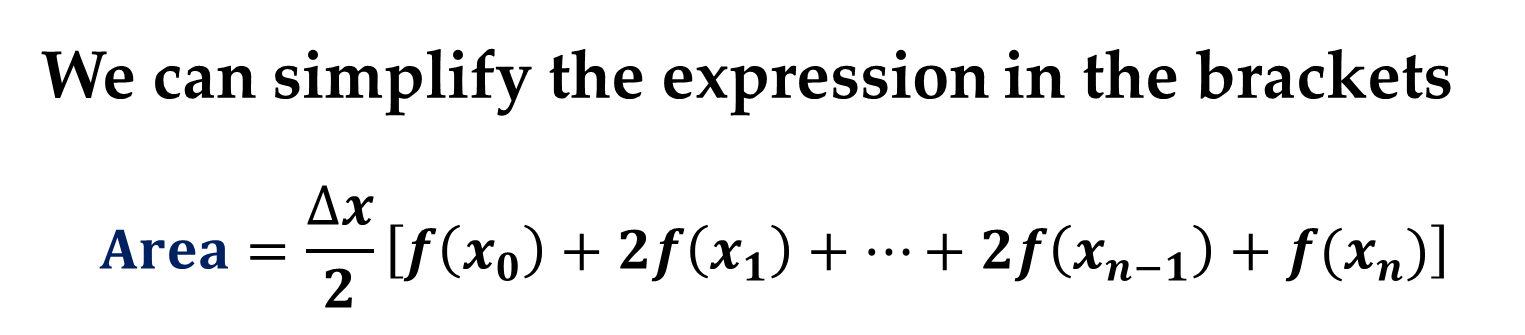 We can simplify the expression in the brackets
Area = Δx/2 [f(x₀) + 2f(x₁) + ⋯ + 2f(xₙ₋₁) + f(xₙ)]